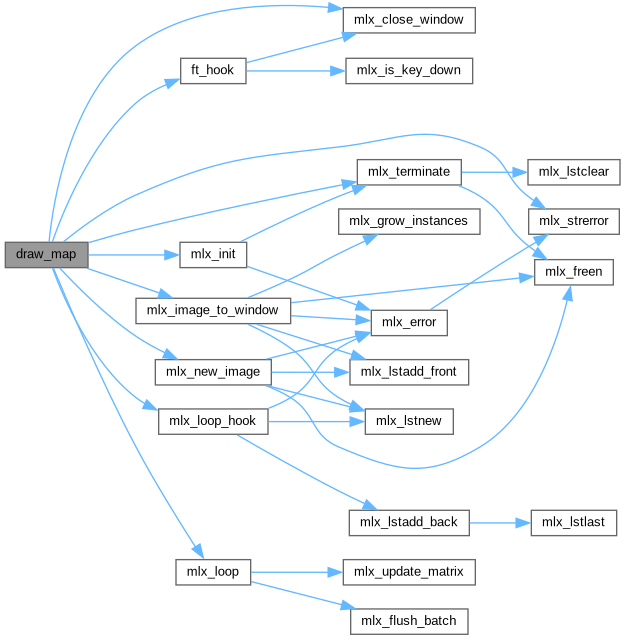 mlx_close_window
ft_hook
mlx_is_key_down
mlx_terminate
mlx_lstclear
mlx_grow_instances
mlx_strerror
draw_map
mlx_init
mlx_freen
mlx_image_to_window
mlx_error
mlx_new_image
mlx_lstadd_front
mlx_loop_hook
mlx_lstnew
mlx_lstadd_back
mlx_lstlast
mlx_loop
mlx_update_matrix
mlx_flush_batch